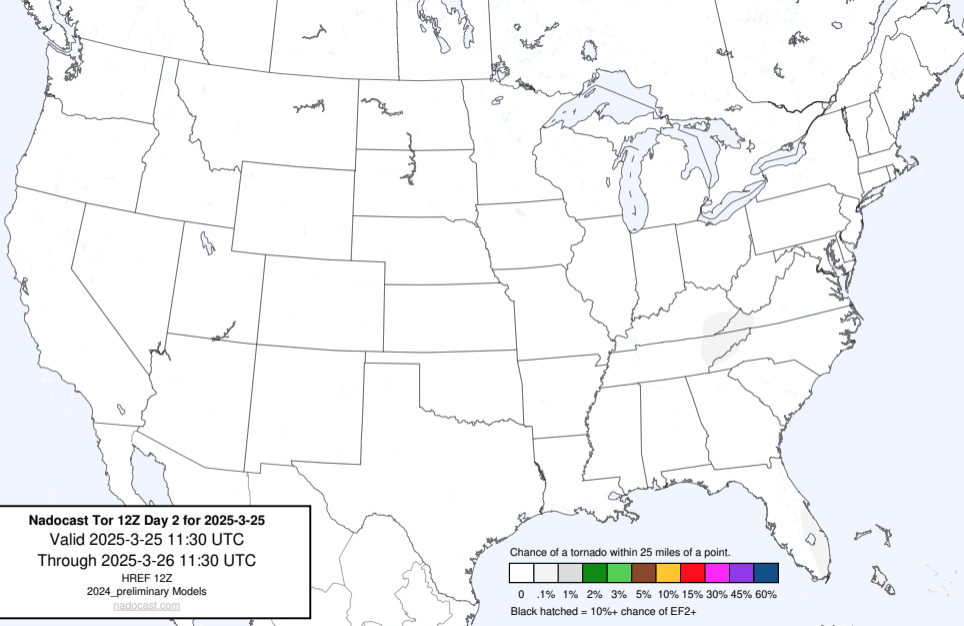 Nadocast Tor 12Z Day 2 for 2025-3-25
Valid 2025-3-25 11:30 UTC
Through 2025-3-26 11:30 UTC
HREF 12Z
2024_preliminary Models
nadocast.com
Chance of a tornado within 25 miles of a point.
0 .1% 1% 2% 3% 5% 10% 15% 30% 45% 60%
Black hatched = 10%+ chance of EF2+